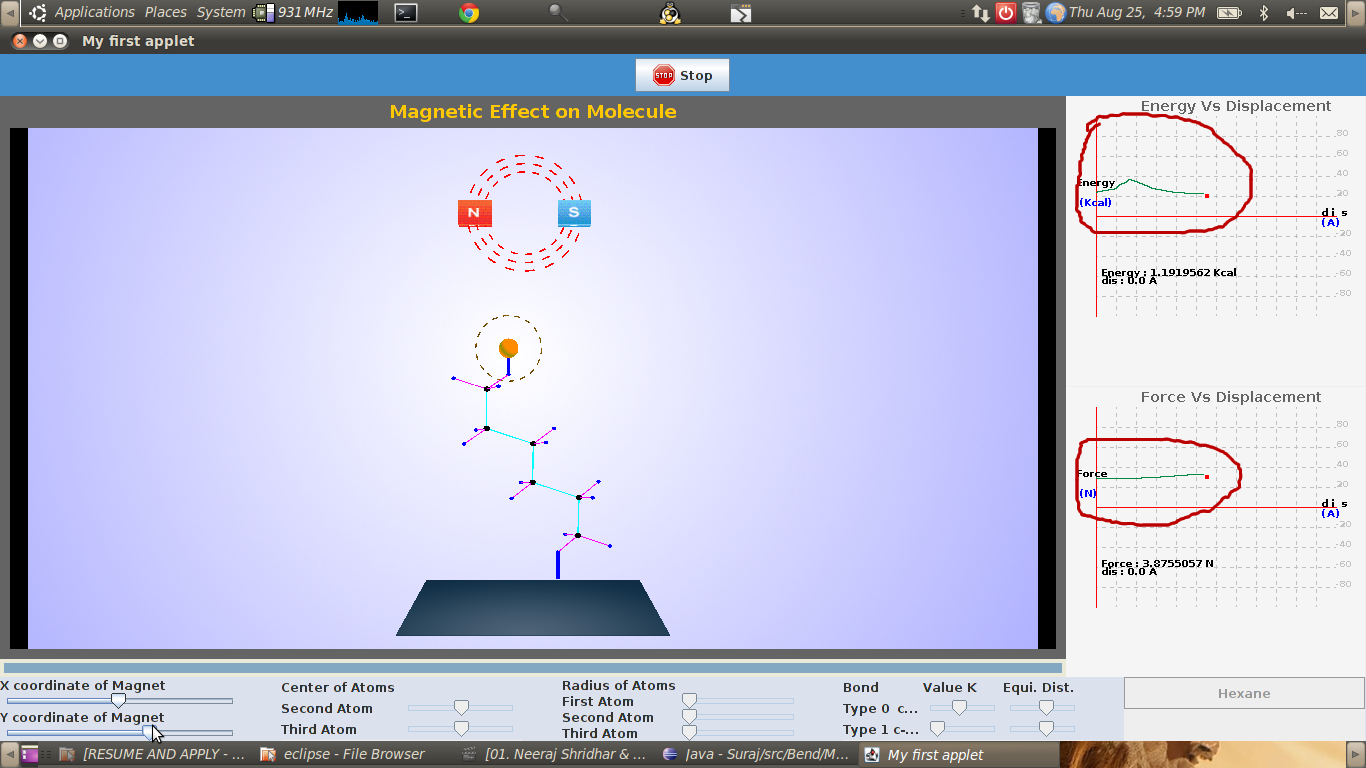 Applications Places System 931 MHz Thu Aug 25, 4:59 PM
My first applet
STOP Stop
Magnetic Effect on Molecule
N S
Energy Vs Displacement
80
60
40
20
Energy
(Kcal)
dis
(A)
-20
-40
-60
-80
Energy : 1.1919562 Kcal
dis : 0.0 A
Force Vs Displacement
80
60
40
20
Force
(N)
dis
(A)
-20
-40
-60
-80
Force : 3.8755057 N
dis : 0.0 A
X coordinate of Magnet
Y coordinate of Magnet
Center of Atoms
Second Atom
Third Atom
Radius of Atoms
First Atom
Second Atom
Third Atom
Bond Value K Equi. Dist.
Type 0 c...
Type 1 c-...
Hexane
[RESUME AND APPLY - ... eclipse - File Browser [01. Neeraj Shridhar & ... Java - Suraj/src/Bend/M... My first applet